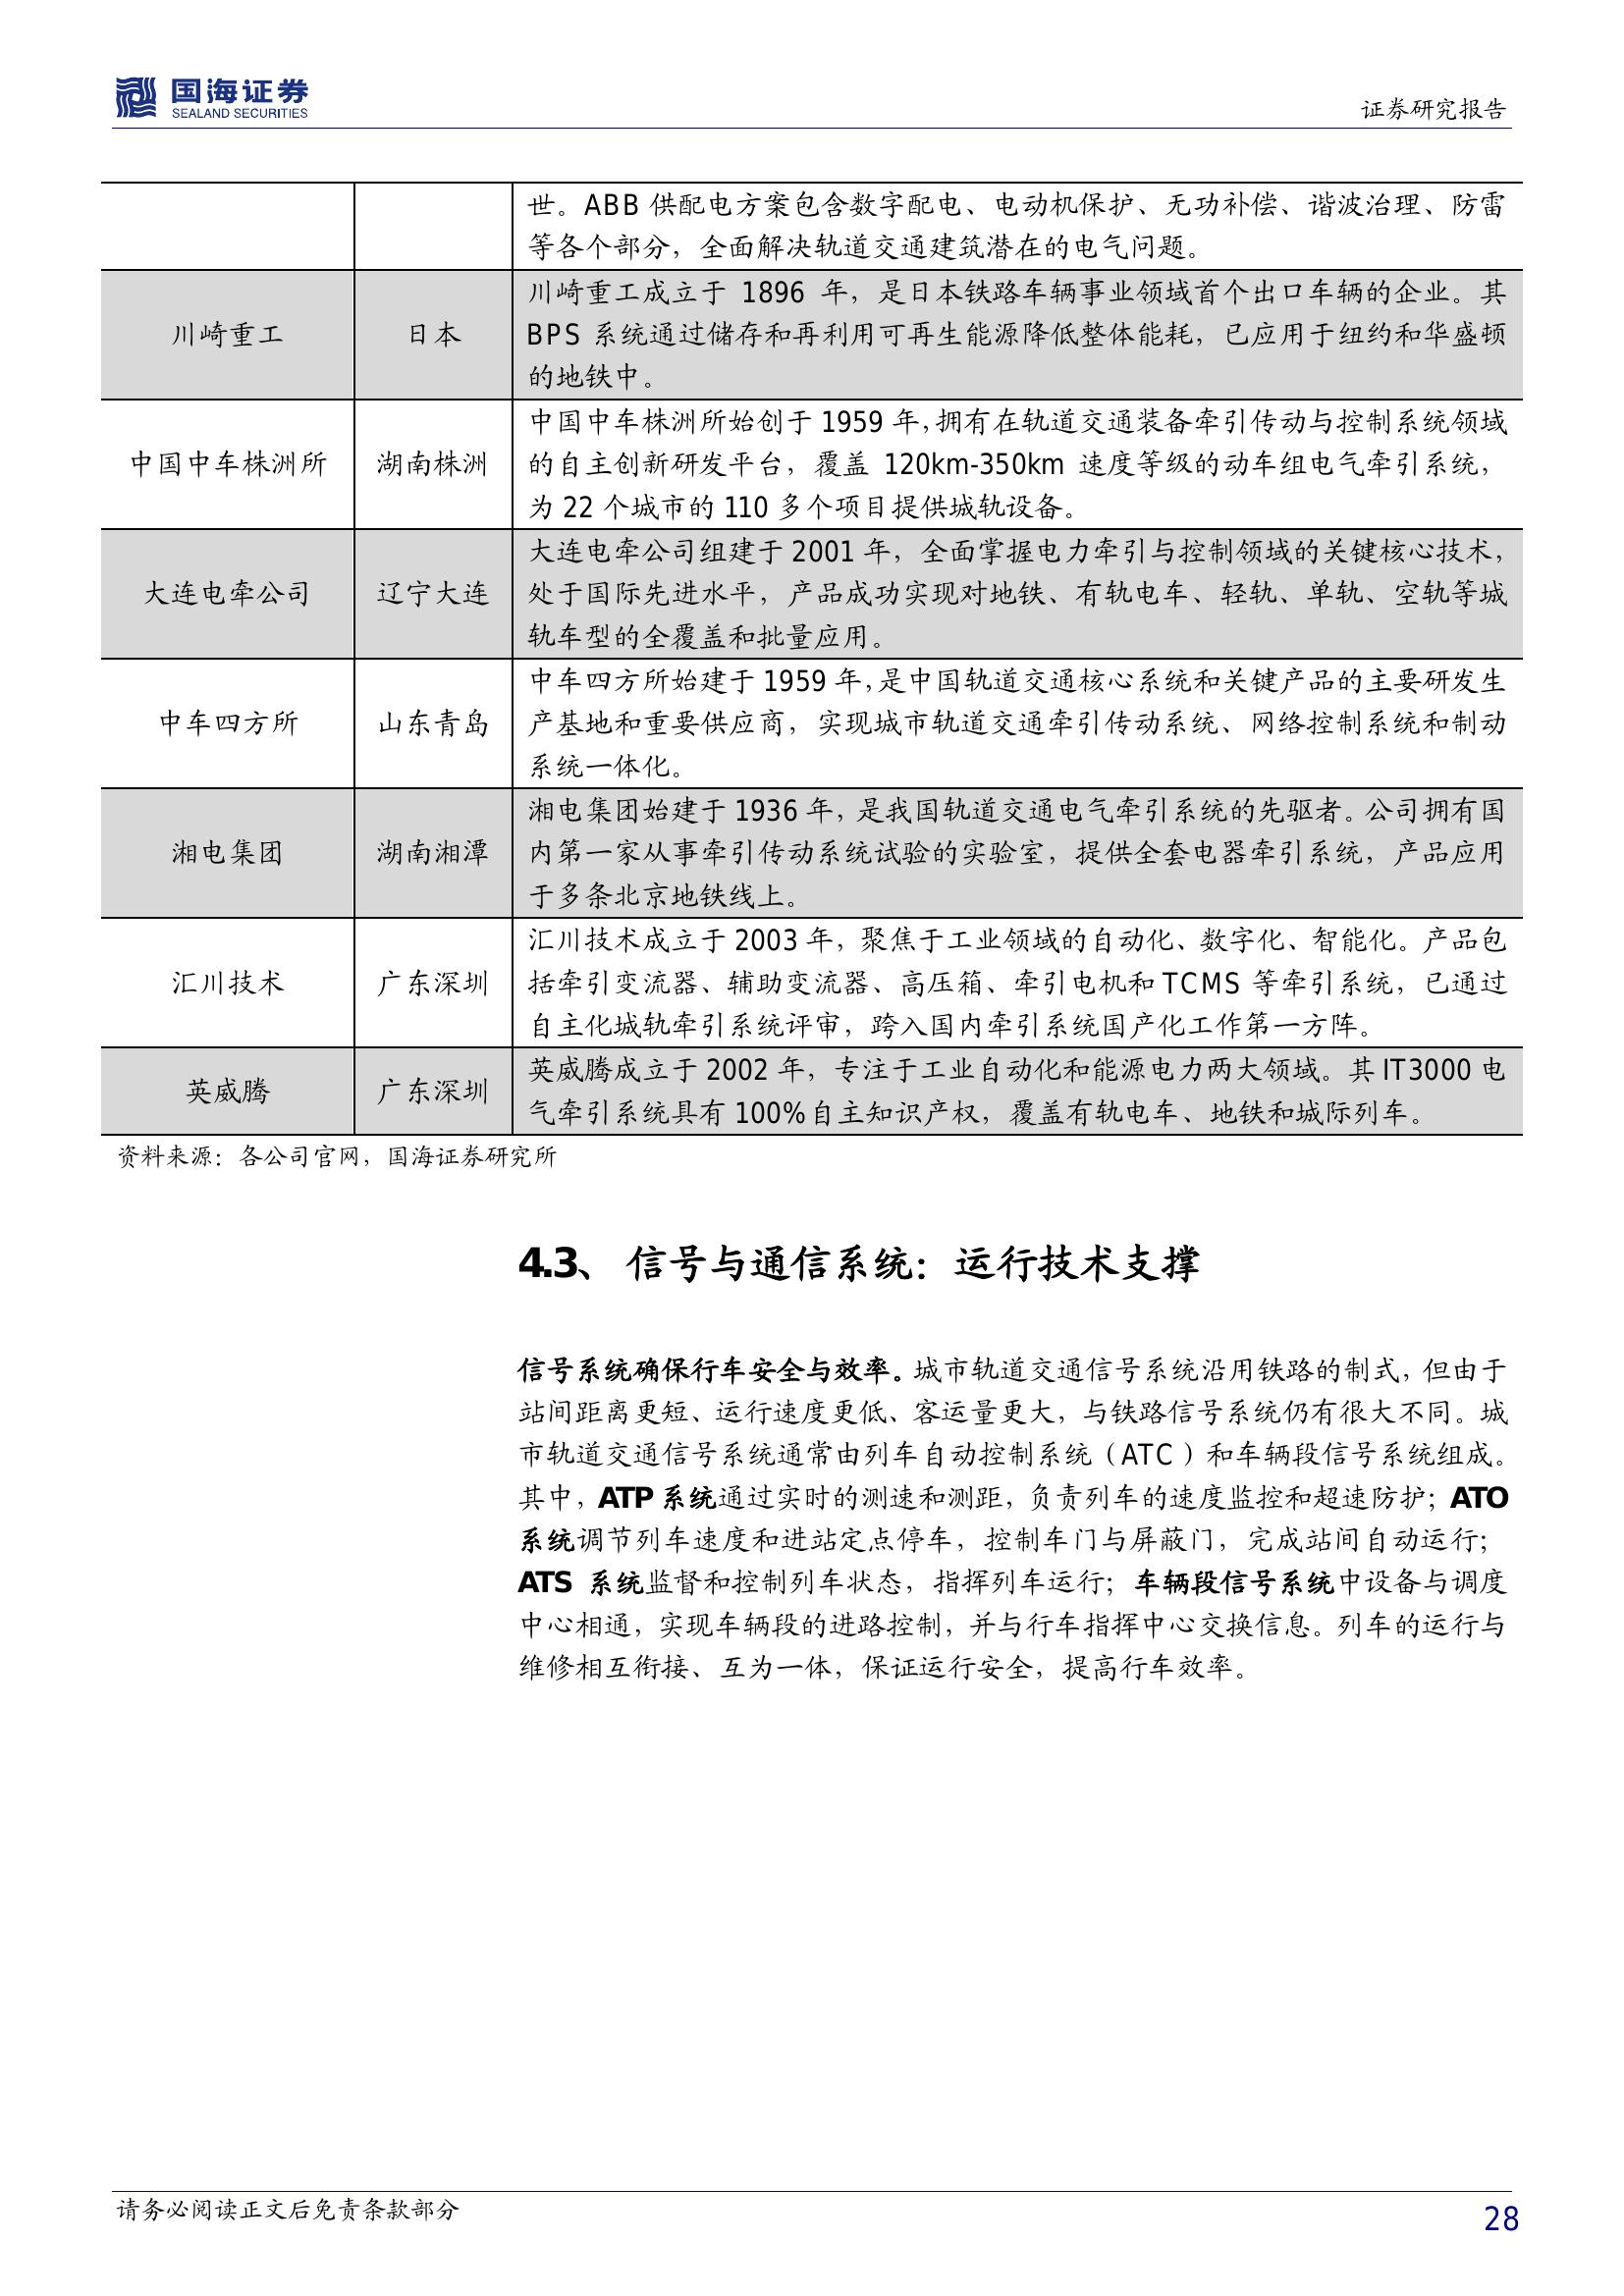 国海证券
SEALAND SECURITIES
证券研究报告
世。ABB 供配电方案包含数字配电、电动机保护、无功补偿、谐波治理、防雷
等各个部分，全面解决轨道交通建筑潜在的电气问题。
川崎重工
日本
川崎重工成立于 1896 年，是日本铁路车辆事业领域首个出口车辆的企业。其
BPS 系统通过储存和再利用可再生能源降低整体能耗，已应用于纽约和华盛顿
的地铁中。
中国中车株洲所
湖南株洲
中国中车株洲所始创于 1959 年，拥有在轨道交通装备牵引传动与控制系统领域
的自主创新研发平台，覆盖 120km-350km 速度等级的动车组电气牵引系统，
为 22 个城市的 110 多个项目提供城轨设备。
大连电牵公司
辽宁大连
大连电牵公司组建于 2001 年，全面掌握电力牵引与控制领域的关键核心技术，
处于国际先进水平，产品成功实现对地铁、有轨电车、轻轨、单轨、空轨等城
轨车型的全覆盖和批量应用。
中车四方所
山东青岛
中车四方所始建于 1959 年，是中国轨道交通核心系统和关键产品的主要研发生
产基地和重要供应商，实现城市轨道交通牵引传动系统、网络控制系统和制动
系统一体化。
湘电集团
湖南湘潭
湘电集团始建于 1936 年，是我国轨道交通电气牵引系统的先驱者。公司拥有国
内第一家从事牵引传动系统试验的实验室，提供全套电器牵引系统，产品应用
于多条北京地铁线上。
汇川技术
广东深圳
汇川技术成立于 2003 年，聚焦于工业领域的自动化、数字化、智能化。产品包
括牵引变流器、辅助变流器、高压箱、牵引电机和 TCMS 等牵引系统，已通过
自主化城轨牵引系统评审，跨入国内牵引系统国产化工作第一方阵。
英威腾
广东深圳
英威腾成立于 2002 年，专注于工业自动化和能源电力两大领域。其 IT3000 电
气牵引系统具有 100%自主知识产权，覆盖有轨电车、地铁和城际列车。
资料来源：各公司官网，国海证券研究所
4.3、 信号与通信系统：运行技术支撑
信号系统确保行车安全与效率。城市轨道交通信号系统沿用铁路的制式，但由于
站间距离更短、运行速度更低、客运量更大，与铁路信号系统仍有很大不同。城
市轨道交通信号系统通常由列车自动控制系统（ATC）和车辆段信号系统组成。
其中，ATP 系统通过实时的测速和测距，负责列车的速度监控和超速防护；ATO
系统调节列车速度和进站定点停车，控制车门与屏蔽门，完成站间自动运行；
ATS 系统监督和控制列车状态，指挥列车运行；车辆段信号系统中设备与调度
中心相通，实现车辆段的进路控制，并与行车指挥中心交换信息。列车的运行与
维修相互衔接、互为一体，保证运行安全，提高行车效率。
请务必阅读正文后免责条款部分
28